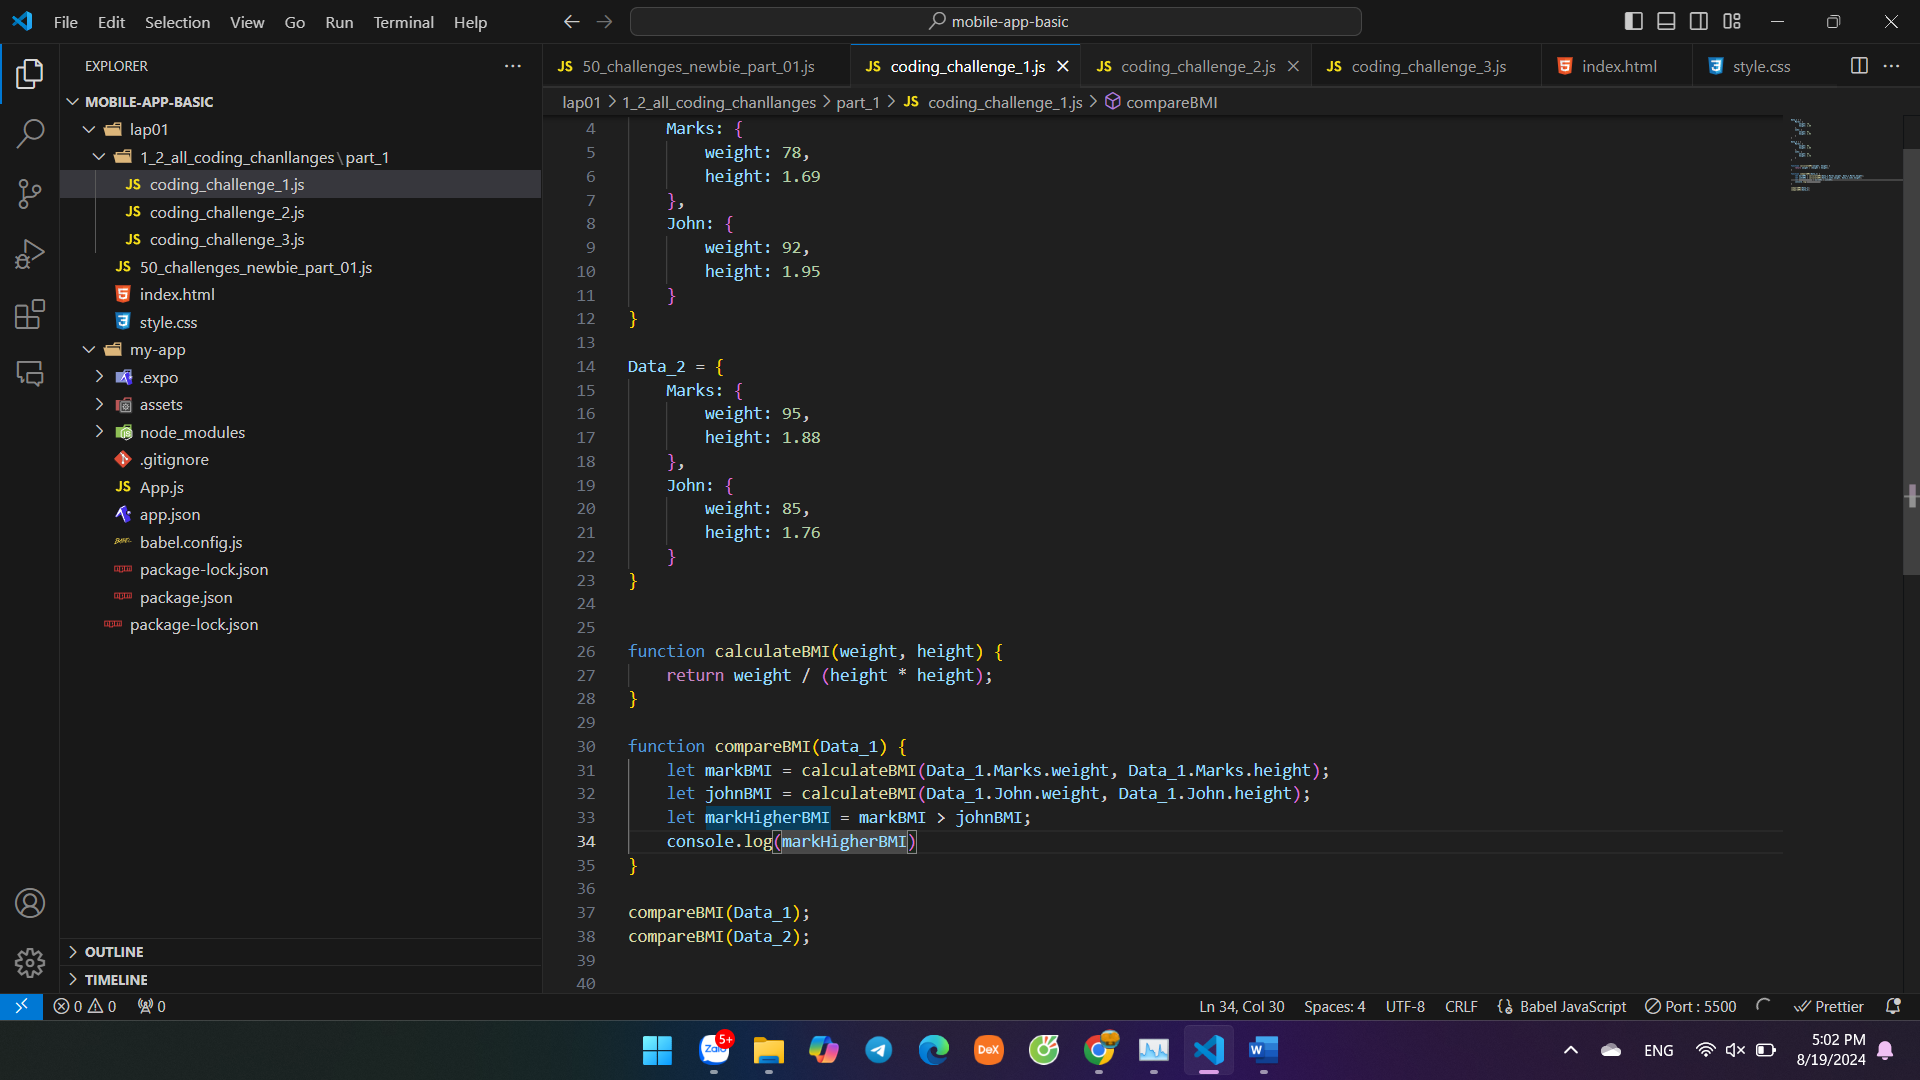 File Edit Selection View Go Run Terminal Help
mobile-app-basic
EXPLORER
MOBILE-APP-BASIC
lap01
1_2_all_coding_chanllanges\part_1
JS coding_challenge_1.js
JS coding_challenge_2.js
JS coding_challenge_3.js
JS 50_challenges_newbie_part_01.js
index.html
style.css
my-app
.expo
assets
node_modules
.gitignore
JS App.js
app.json
babel.config.js
package-lock.json
package.json
package-lock.json
OUTLINE
TIMELINE
JS 50_challenges_newbie_part_01.js JS coding_challenge_1.js JS coding_challenge_2.js JS coding_challenge_3.js index.html style.css
lap01 > 1_2_all_coding_chanllanges > part_1 > JS coding_challenge_1.js > compareBMI
4 Marks: {
5 weight: 78,
6 height: 1.69
7 },
8 John: {
9 weight: 92,
10 height: 1.95
11 }
12 }
13
14 Data_2 = {
15 Marks: {
16 weight: 95,
17 height: 1.88
18 },
19 John: {
20 weight: 85,
21 height: 1.76
22 }
23 }
24
25
26 function calculateBMI(weight, height) {
27 return weight / (height * height);
28 }
29
30 function compareBMI(Data_1) {
31 let markBMI = calculateBMI(Data_1.Marks.weight, Data_1.Marks.height);
32 let johnBMI = calculateBMI(Data_1.John.weight, Data_1.John.height);
33 let markHigherBMI = markBMI > johnBMI;
34 console.log(markHigherBMI)
35 }
36
37 compareBMI(Data_1);
38 compareBMI(Data_2);
39
40
0 0 0 Ln 34, Col 30 Spaces: 4 UTF-8 CRLF {} Babel JavaScript Port : 5500 Prettier
Zalo 5+ DeX W ENG
5:02 PM
8/19/2024